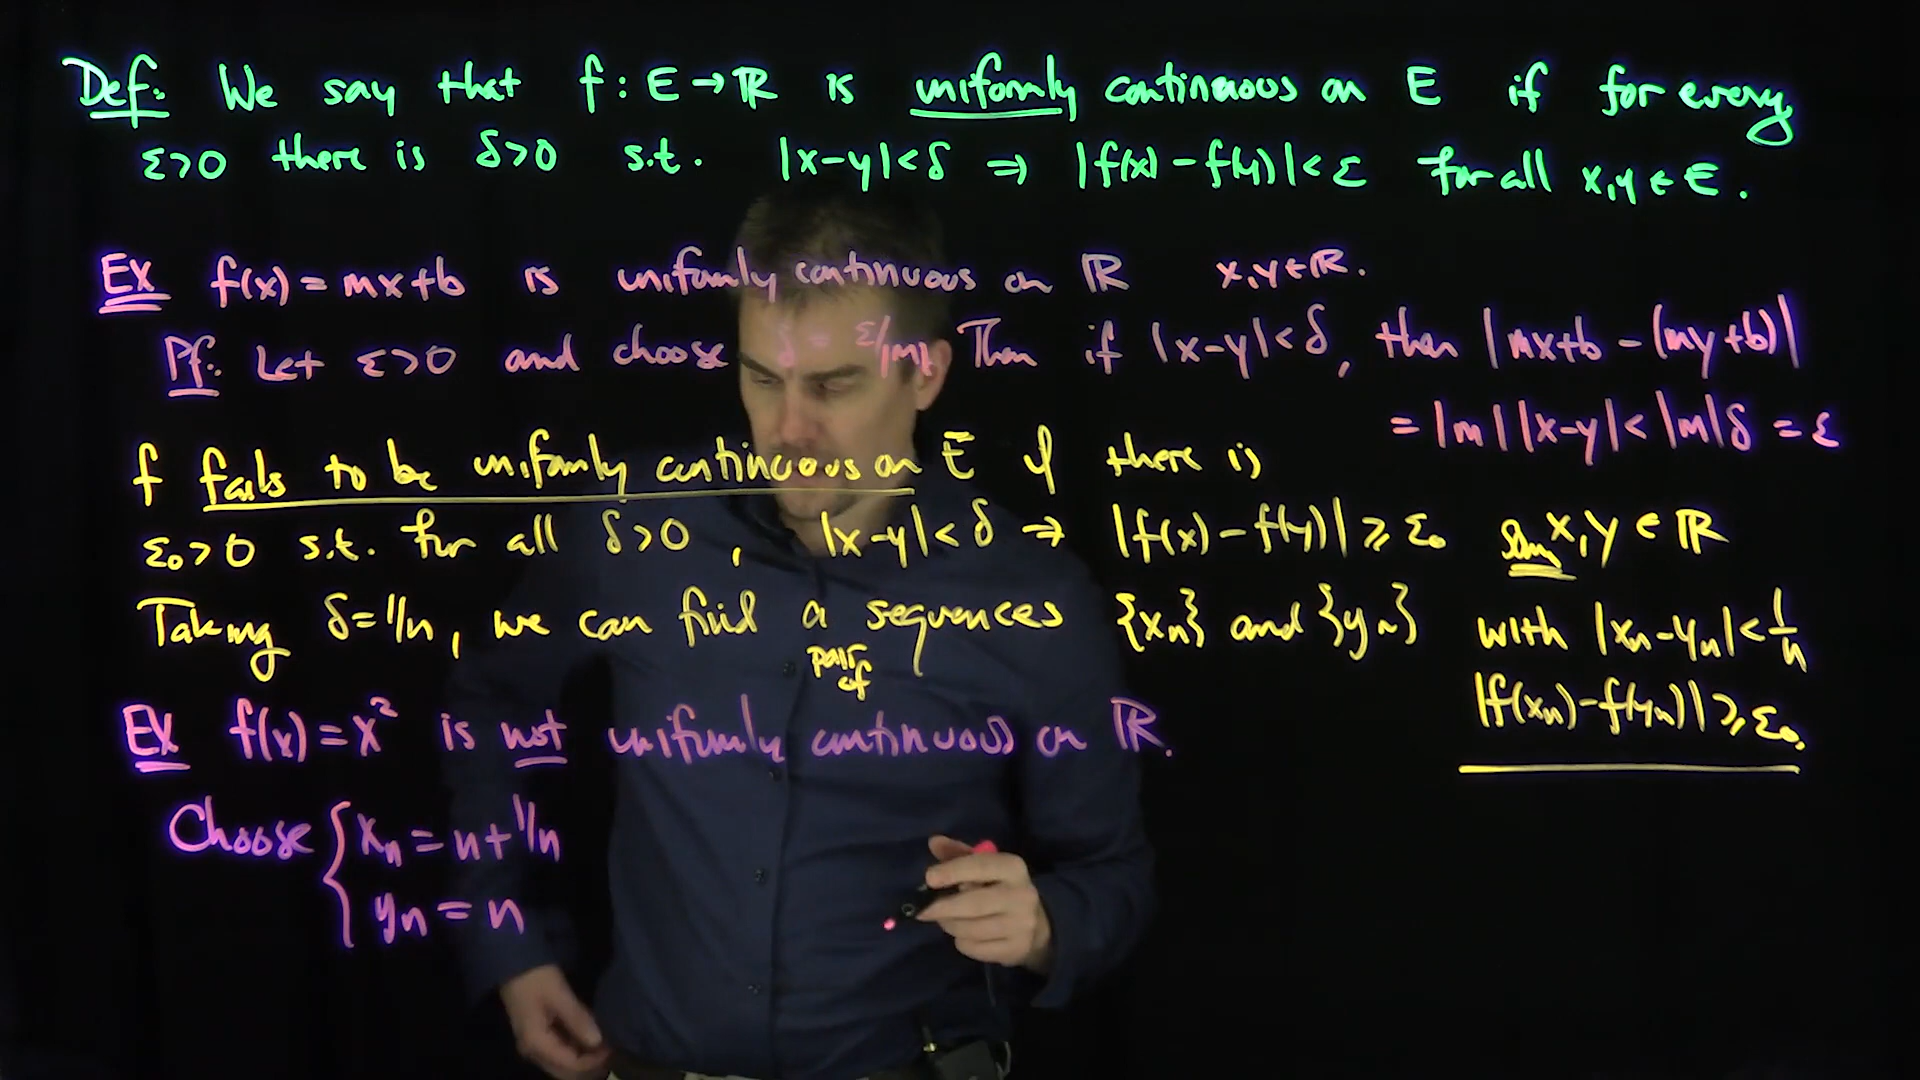 Def: We say that f: E → ℝ is uniformly continuous on E if for every
ε>0 there is δ>0 s.t. |x-y|<δ ⇒ |f(x)-f(y)|<ε for all x,y ∈ E.
Ex f(x) = mx+b is uniformly continuous on ℝ x,y ∈ ℝ.
Pf: Let ε>0 and choose δ = ε/|m|. Then if |x-y|<δ, then |mx+b-(my+b)|
= |m||x-y| < |m|δ = ε
f fails to be uniformly continuous on E if there is
ε₀>0 s.t. for all δ>0, |x-y|<δ ⇒ |f(x)-f(y)| ⩾ ε₀ some x,y ∈ ℝ
Taking δ=1/n, we can find a pair of sequences {xₙ} and {yₙ} with |xₙ-yₙ|<1/n
|f(xₙ)-f(yₙ)| ⩾ ε₀.
Ex f(x)=x² is not uniformly continuous on ℝ.
Choose { xₙ = n+1/n
yₙ = n